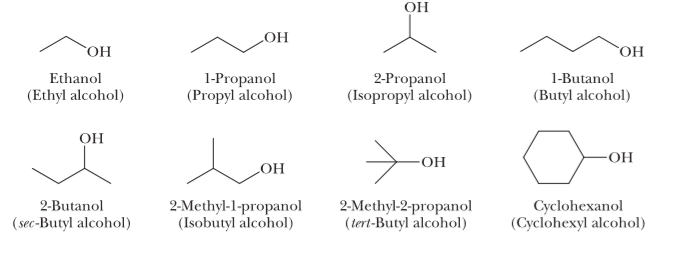 OH
OH
OH
OH
Ethanol
(Ethyl alcohol)
1-Propanol
(Propyl alcohol)
2-Propanol
(Isopropyl alcohol)
1-Butanol
(Butyl alcohol)
OH
OH
OH
OH
2-Butanol
(sec-Butyl alcohol)
2-Methyl-1-propanol
(Isobutyl alcohol)
2-Methyl-2-propanol
(tert-Butyl alcohol)
Cyclohexanol
(Cyclohexyl alcohol)